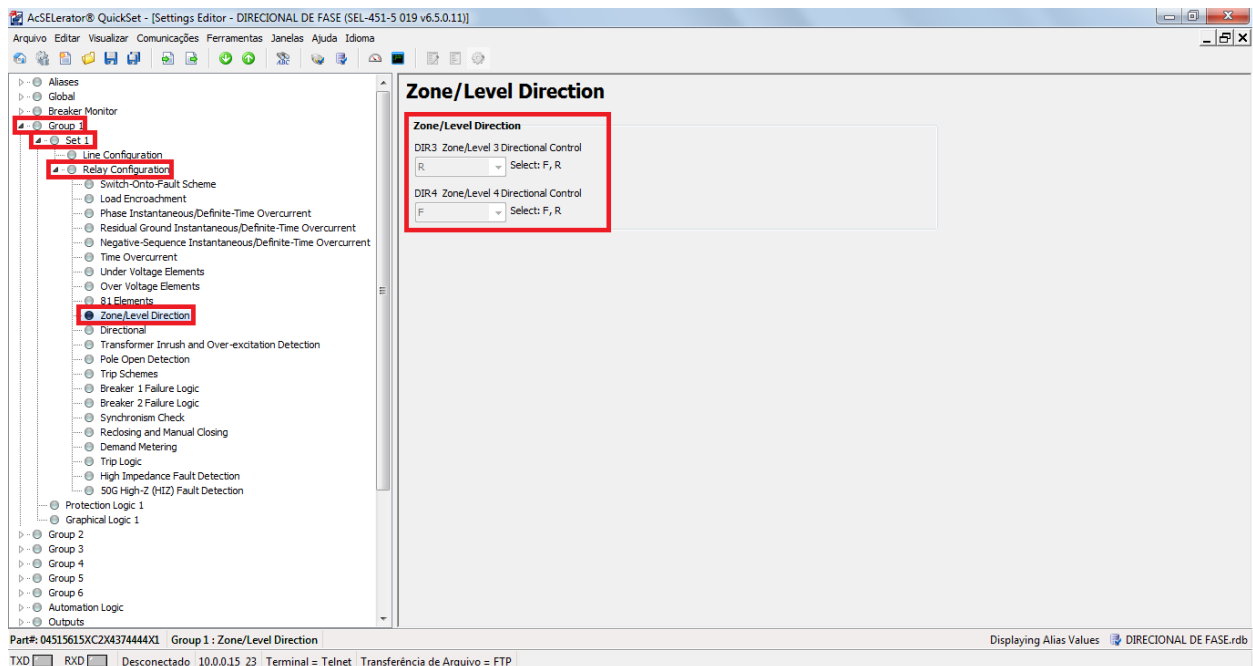 AcSELerator® QuickSet - [Settings Editor - DIRECIONAL DE FASE (SEL-451-5 019 v6.5.0.11)]
Arquivo Editar Visualizar Comunicações Ferramentas Janelas Ajuda Idioma
Aliases
Global
Breaker Monitor
Group 1
Set 1
Line Configuration
Relay Configuration
Switch-Onto-Fault Scheme
Load Encroachment
Phase Instantaneous/Definite-Time Overcurrent
Residual Ground Instantaneous/Definite-Time Overcurrent
Negative-Sequence Instantaneous/Definite-Time Overcurrent
Time Overcurrent
Under Voltage Elements
Over Voltage Elements
81 Elements
Zone/Level Direction
Directional
Transformer Inrush and Over-excitation Detection
Pole Open Detection
Trip Schemes
Breaker 1 Failure Logic
Breaker 2 Failure Logic
Synchronism Check
Reclosing and Manual Closing
Demand Metering
Trip Logic
High Impedance Fault Detection
50G High-Z (HIZ) Fault Detection
Protection Logic 1
Graphical Logic 1
Group 2
Group 3
Group 4
Group 5
Group 6
Automation Logic
Outputs
Zone/Level Direction
Zone/Level Direction
DIR3 Zone/Level 3 Directional Control
R Select: F, R
DIR4 Zone/Level 4 Directional Control
F Select: F, R
Part#: 04515615XC2X4374444X1 Group 1 : Zone/Level Direction Displaying Alias Values DIRECIONAL DE FASE.rdb
TXD RXD Desconectado 10.0.0.15 23 Terminal = Telnet Transferência de Arquivo = FTP